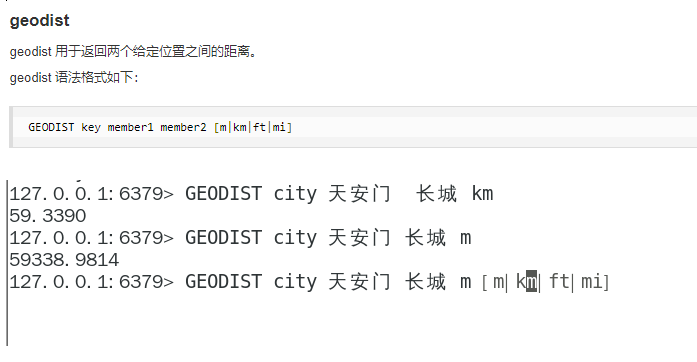 geodist
geodist 用于返回两个给定位置之间的距离。
geodist 语法格式如下：
GEODIST key member1 member2 [m|km|ft|mi]
127.0.0.1:6379> GEODIST city 天安门  长城 km
59.3390
127.0.0.1:6379> GEODIST city 天安门 长城 m
59338.9814
127.0.0.1:6379> GEODIST city 天安门 长城 m [m|km|ft|mi]